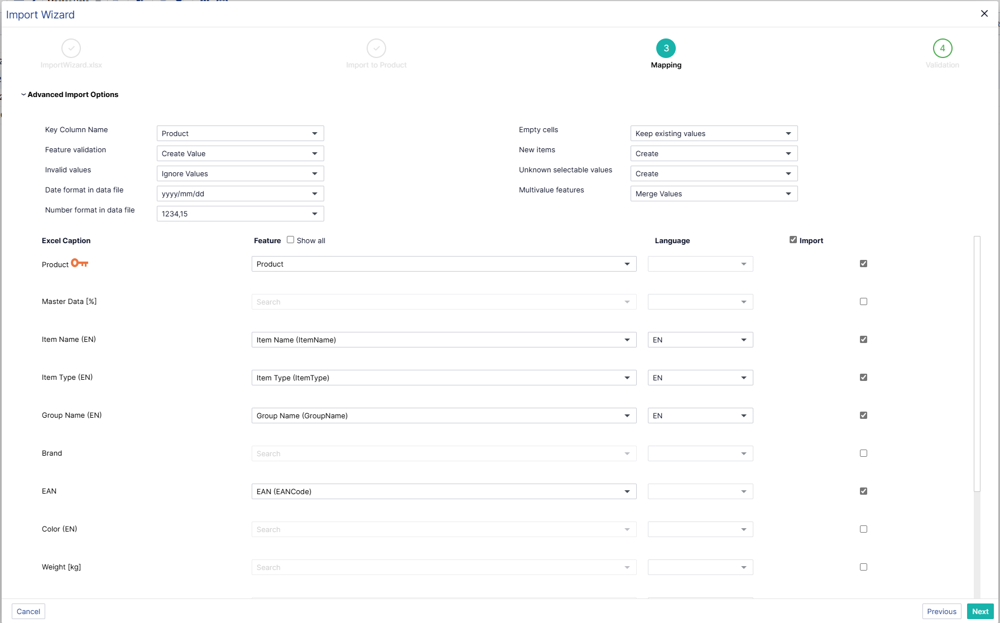 Import Wizard
ImportWizard.xlsx
Import to Product
3
Mapping
4
Validation
Advanced Import Options
Key Column Name
Product
Empty cells
Keep existing values
Feature validation
Create Value
New items
Create
Invalid values
Ignore Values
Unknown selectable values
Create
Date format in data file
yyyy/mm/dd
Multivalue features
Merge Values
Number format in data file
1234,15
Excel Caption
Feature
Show all
Language
Import
Product
Product
Master Data [%]
Search
Item Name (EN)
Item Name (ItemName)
EN
Item Type (EN)
Item Type (ItemType)
EN
Group Name (EN)
Group Name (GroupName)
EN
Brand
Search
EAN
EAN (EANCode)
Color (EN)
Search
Weight [kg]
Search
Cancel
Previous
Next